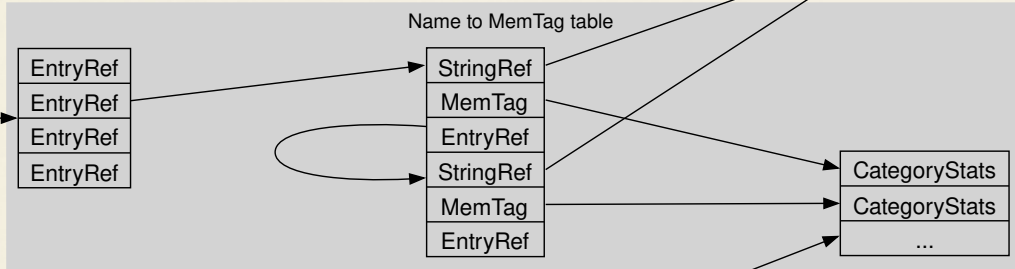 Name to MemTag table
EntryRef
EntryRef
EntryRef
EntryRef
StringRef
MemTag
EntryRef
StringRef
MemTag
EntryRef
CategoryStats
CategoryStats
...